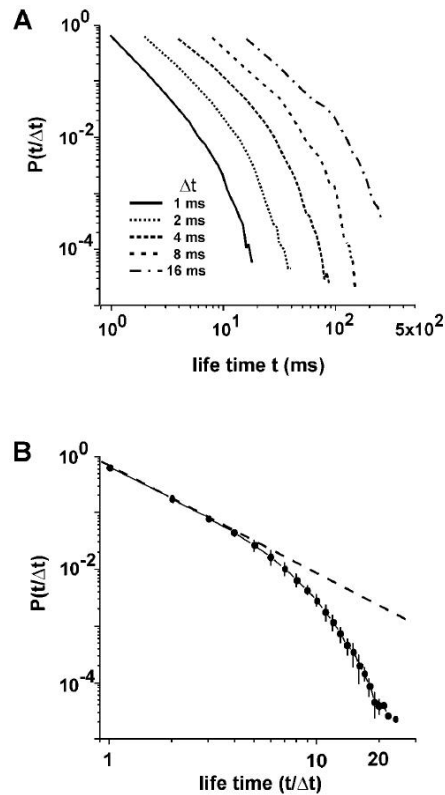 A
10^0
10^-2
10^-4
P(t/Δt)
Δt
1 ms
2 ms
4 ms
8 ms
16 ms
10^0
10^1
10^2
5x10^2
life time t (ms)
B
10^0
10^-2
10^-4
P(t/Δt)
1
10
20
life time (t/Δt)